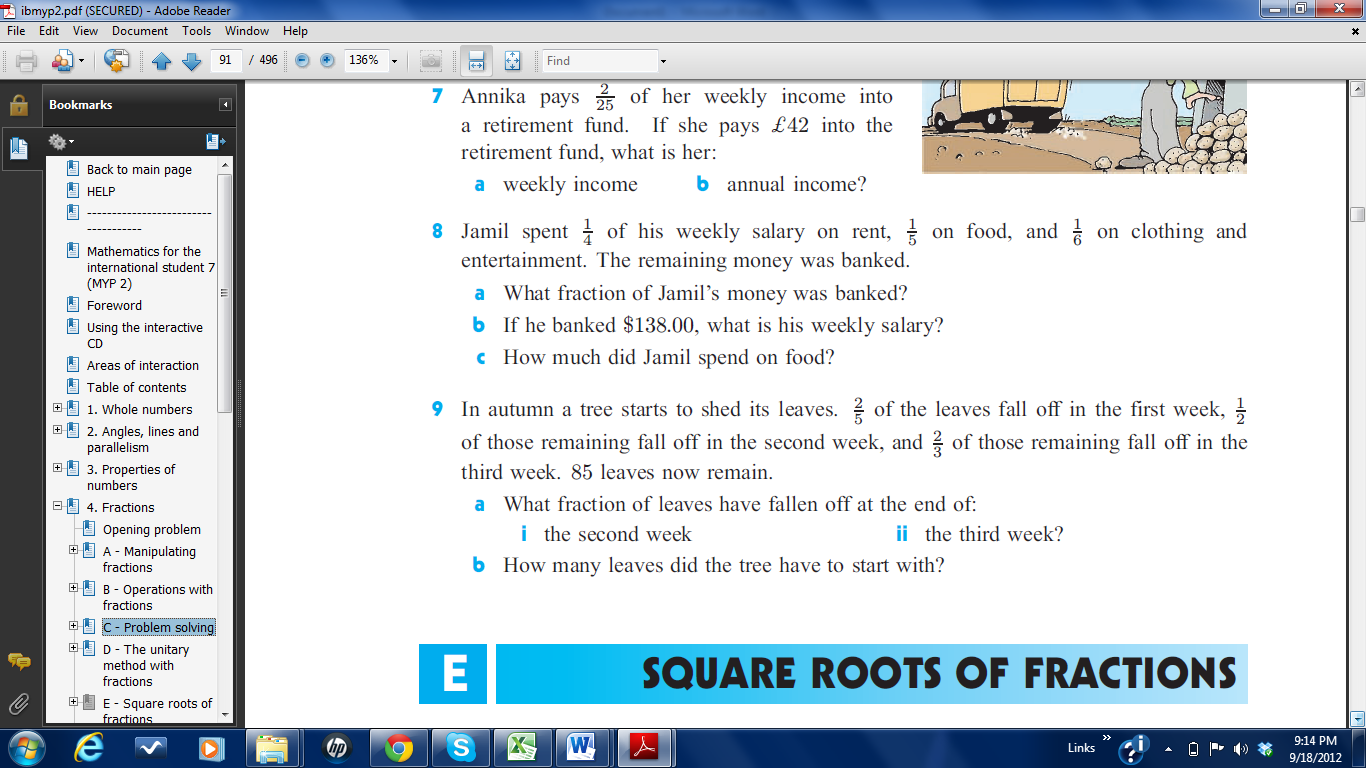 ibmyp2.pdf (SECURED) - Adobe Reader
File Edit View Document Tools Window Help
91 / 496 136% Find
Bookmarks
Back to main page
HELP
-------------------------
-----------
Mathematics for the
international student 7
(MYP 2)
Foreword
Using the interactive
CD
Areas of interaction
Table of contents
1. Whole numbers
2. Angles, lines and
parallelism
3. Properties of
numbers
4. Fractions
Opening problem
A - Manipulating
fractions
B - Operations with
fractions
C - Problem solving
D - The unitary
method with
fractions
E - Square roots of
fractions
7 Annika pays 2/25 of her weekly income into
a retirement fund. If she pays £42 into the
retirement fund, what is her:
a weekly income b annual income?
8 Jamil spent 1/4 of his weekly salary on rent, 1/5 on food, and 1/6 on clothing and
entertainment. The remaining money was banked.
a What fraction of Jamil's money was banked?
b If he banked $138.00, what is his weekly salary?
c How much did Jamil spend on food?
9 In autumn a tree starts to shed its leaves. 2/5 of the leaves fall off in the first week, 1/2
of those remaining fall off in the second week, and 2/3 of those remaining fall off in the
third week. 85 leaves now remain.
a What fraction of leaves have fallen off at the end of:
i the second week ii the third week?
b How many leaves did the tree have to start with?
E SQUARE ROOTS OF FRACTIONS
Links »
9:14 PM
9/18/2012